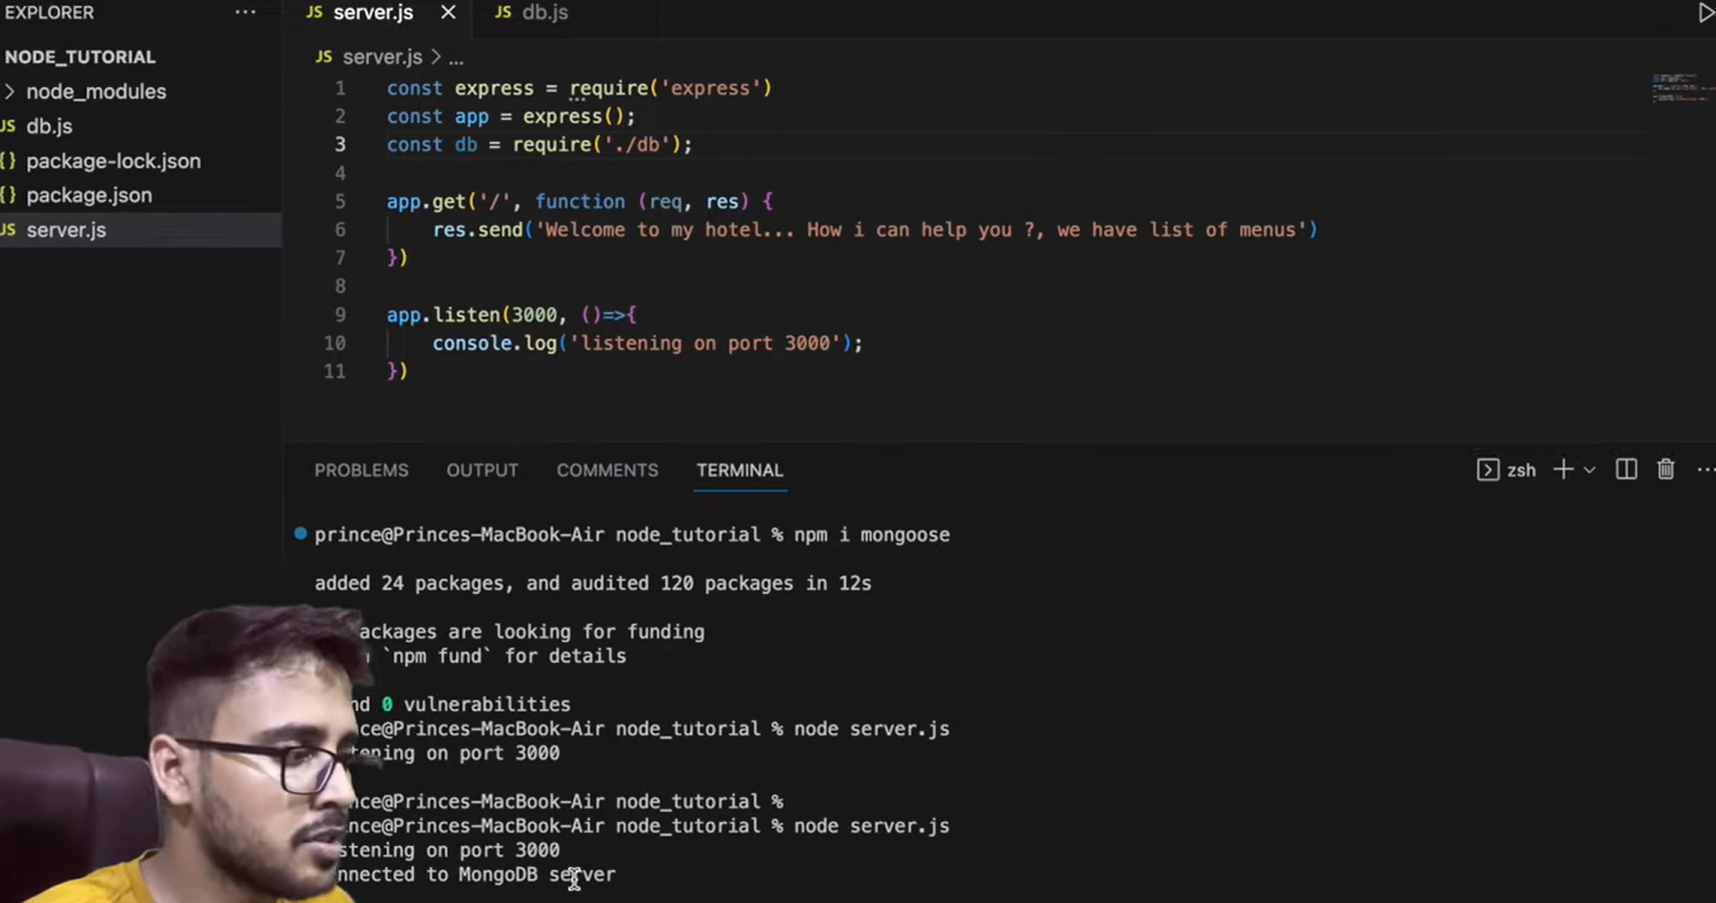 EXPLORER ...
server.js
db.js
NODE_TUTORIAL
node_modules
db.js
package-lock.json
package.json
server.js
server.js > ...
1 const express = require('express')
2 const app = express();
3 const db = require('./db');
4
5 app.get('/', function (req, res) {
6 res.send('Welcome to my hotel... How i can help you ?, we have list of menus')
7 })
8
9 app.listen(3000, ()=>{
10 console.log('listening on port 3000');
11 })
PROBLEMS OUTPUT COMMENTS TERMINAL
zsh
prince@Princes-MacBook-Air node_tutorial % npm i mongoose
added 24 packages, and audited 120 packages in 12s
ackages are looking for funding
`npm fund` for details
nd 0 vulnerabilities
nce@Princes-MacBook-Air node_tutorial % node server.js
tening on port 3000
nce@Princes-MacBook-Air node_tutorial %
nce@Princes-MacBook-Air node_tutorial % node server.js
stening on port 3000
nnected to MongoDB server